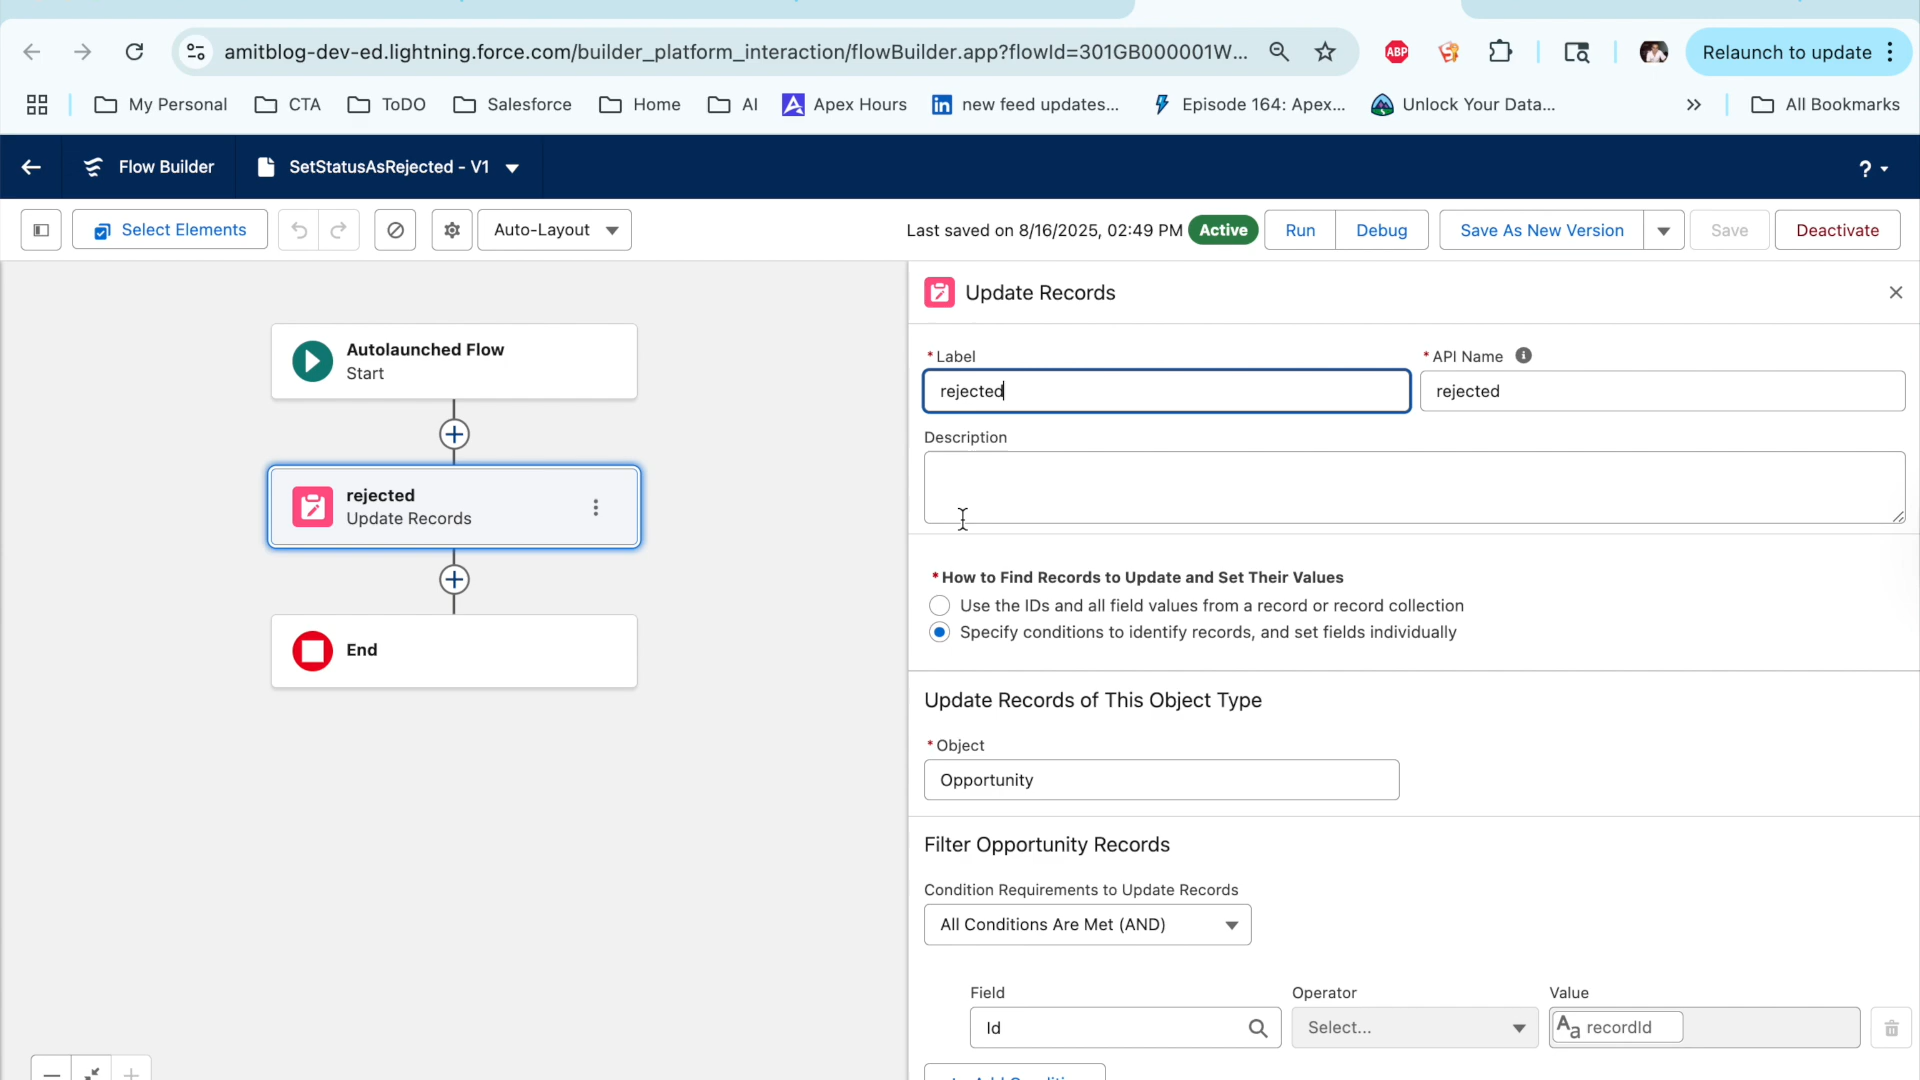 amitblog-dev-ed.lightning.force.com/builder_platform_interaction/flowBuilder.app?flowId=301GB000001W...
ABP
Relaunch to update
My Personal
CTA
ToDO
Salesforce
Home
AI
Apex Hours
new feed updates...
Episode 164: Apex...
Unlock Your Data...
All Bookmarks
Flow Builder
SetStatusAsRejected - V1
?
Select Elements
Auto-Layout
Last saved on 8/16/2025, 02:49 PM
Active
Run
Debug
Save As New Version
Save
Deactivate
Autolaunched Flow
Start
rejected
Update Records
End
Update Records
* Label
rejected
* API Name
rejected
Description
* How to Find Records to Update and Set Their Values
Use the IDs and all field values from a record or record collection
Specify conditions to identify records, and set fields individually
Update Records of This Object Type
* Object
Opportunity
Filter Opportunity Records
Condition Requirements to Update Records
All Conditions Are Met (AND)
Field
Id
Operator
Select...
Value
Aa recordId